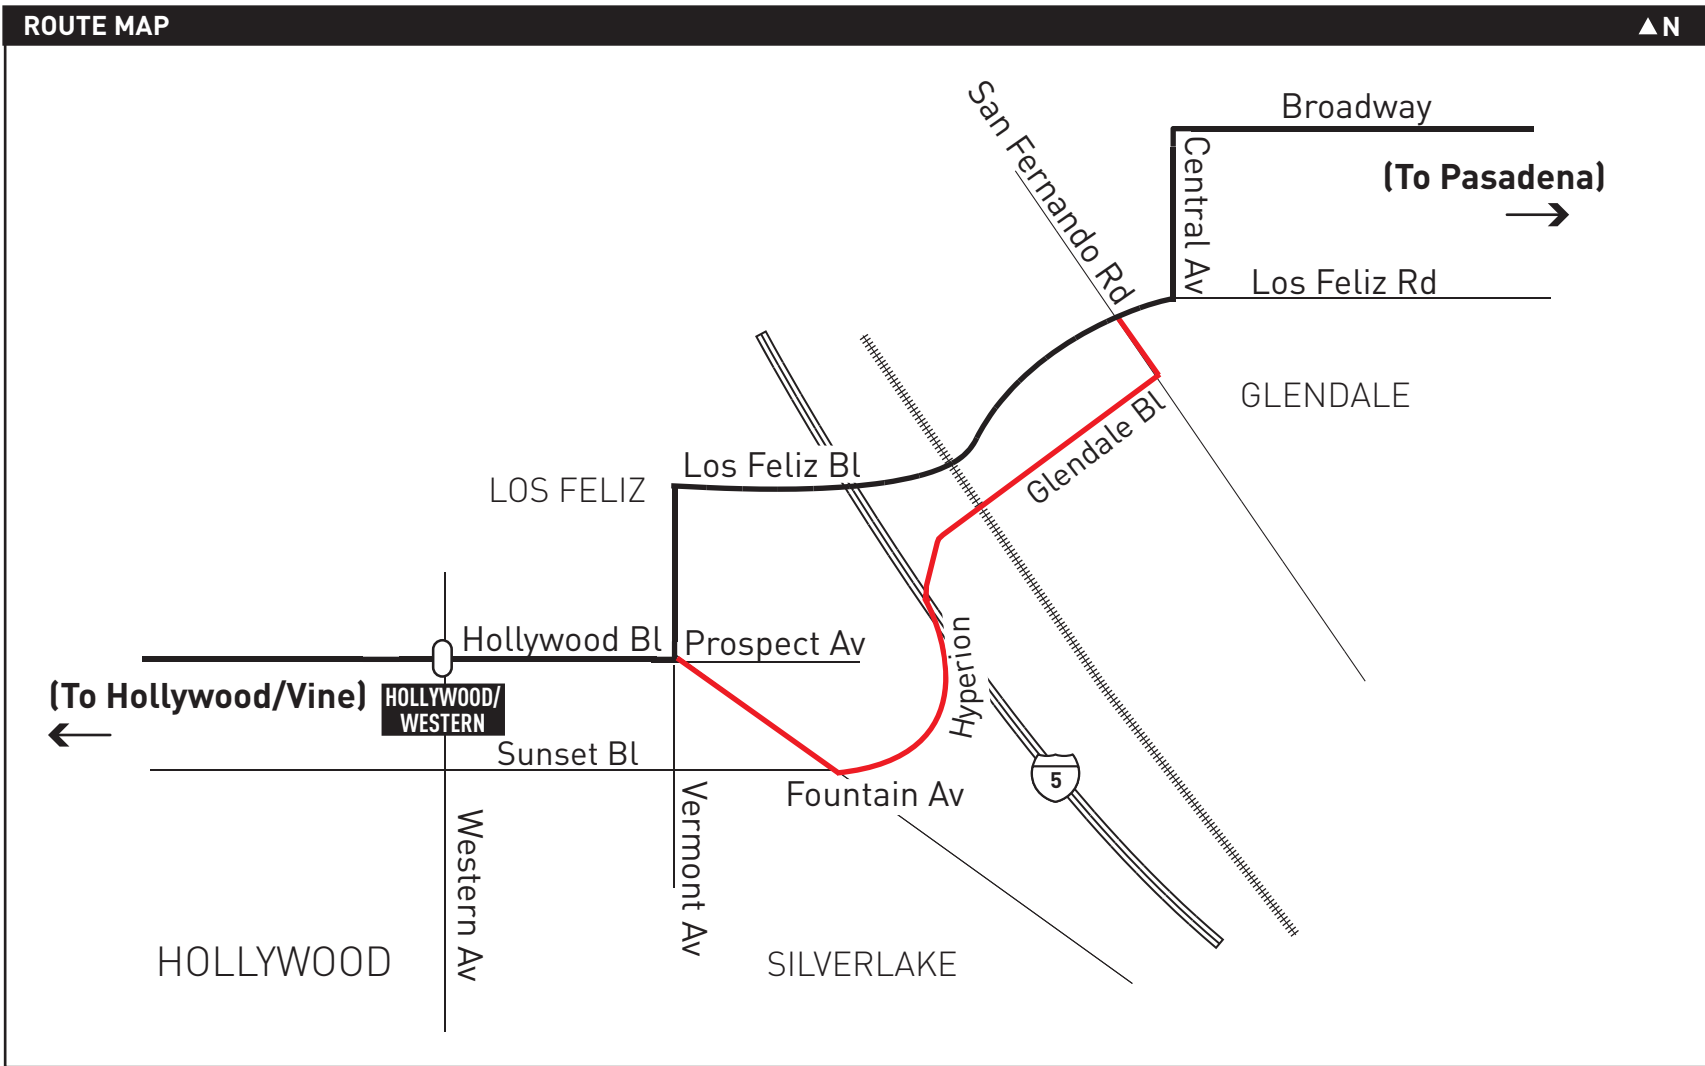 ROUTE MAP
N
Broadway
San Fernando Rd
Central Av
(To Pasadena)
Los Feliz Rd
GLENDALE
Glendale Bl
Los Feliz Bl
LOS FELIZ
Hollywood Bl
Prospect Av
Hyperion
(To Hollywood/Vine)
HOLLYWOOD/
WESTERN
Sunset Bl
5
Fountain Av
Western Av
Vermont Av
HOLLYWOOD
SILVERLAKE